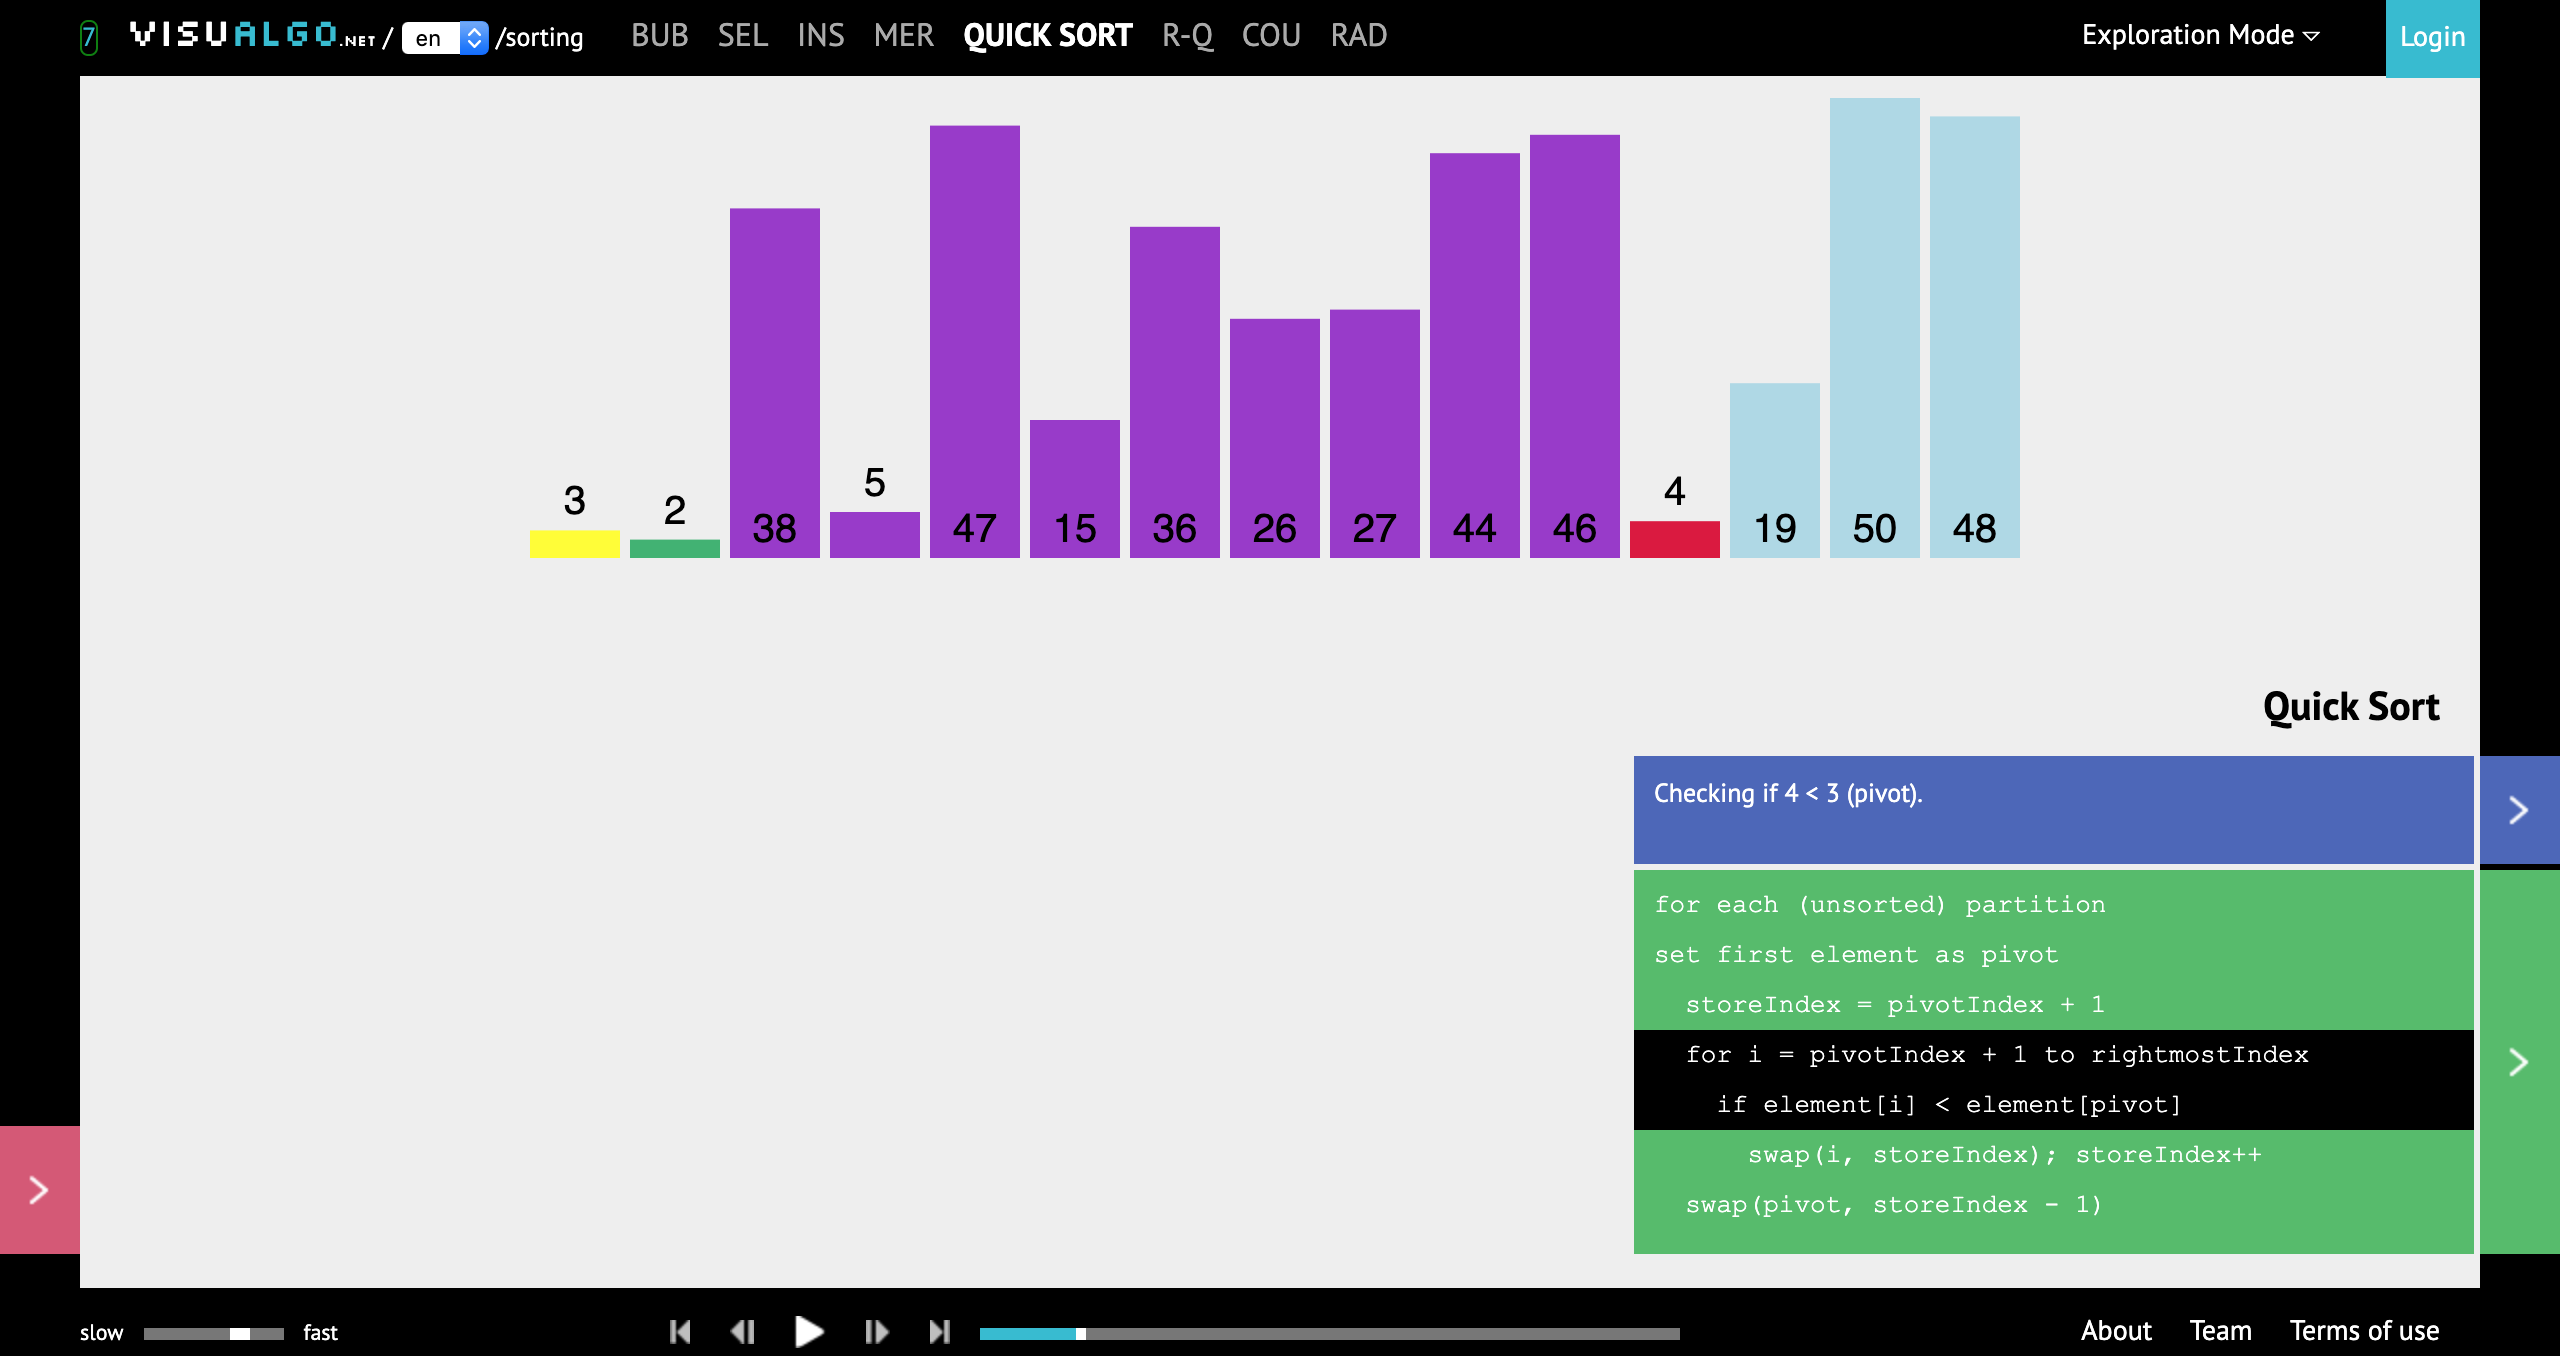 7 VISUALGO.NET / en /sorting BUB SEL INS MER QUICK SORT R-Q COU RAD Exploration Mode ▽ Login
3 2 38 5 47 15 36 26 27 44 46 4 19 50 48
Quick Sort
Checking if 4 < 3 (pivot).
for each (unsorted) partition
set first element as pivot
storeIndex = pivotIndex + 1
for i = pivotIndex + 1 to rightmostIndex
if element[i] < element[pivot]
swap(i, storeIndex); storeIndex++
swap(pivot, storeIndex - 1)
slow fast About Team Terms of use